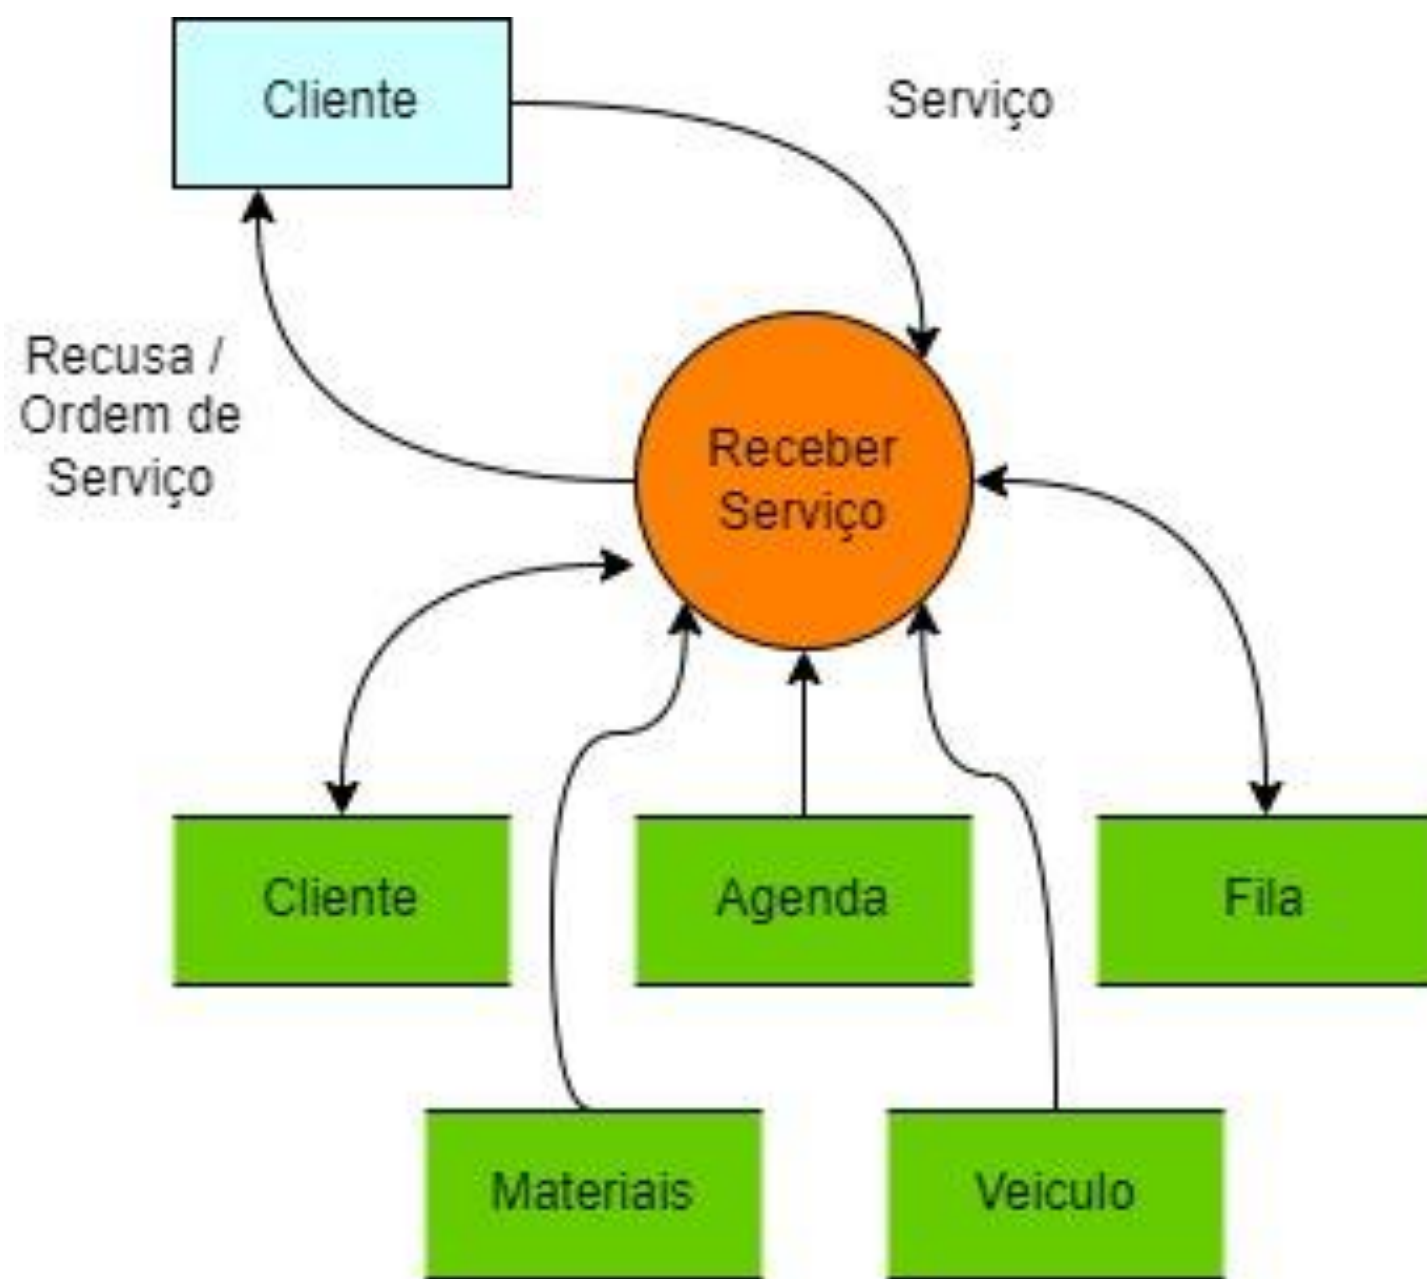 Cliente
Serviço
Recusa /
Ordem de
Serviço
Receber
Serviço
Cliente
Agenda
Fila
Materiais
Veiculo